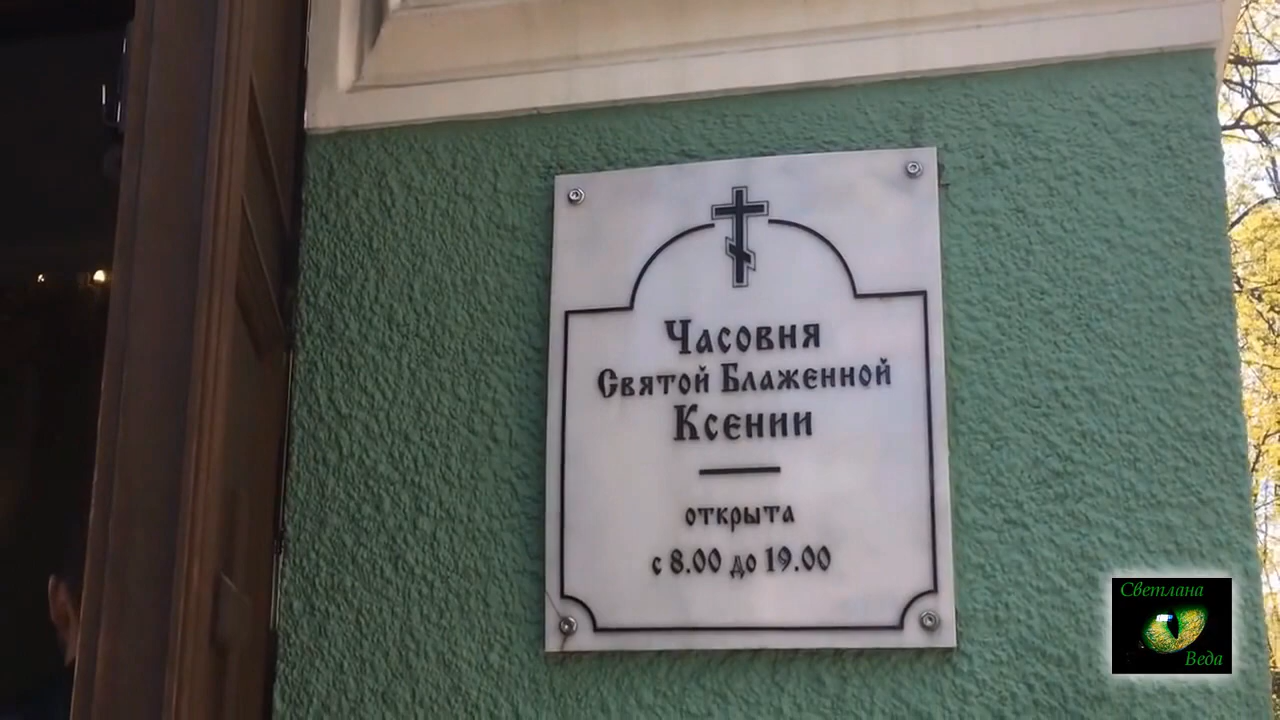 Часовня
Святой Блаженной
Ксении
открыта
с 8.00 до 19.00
Светлана
Веда